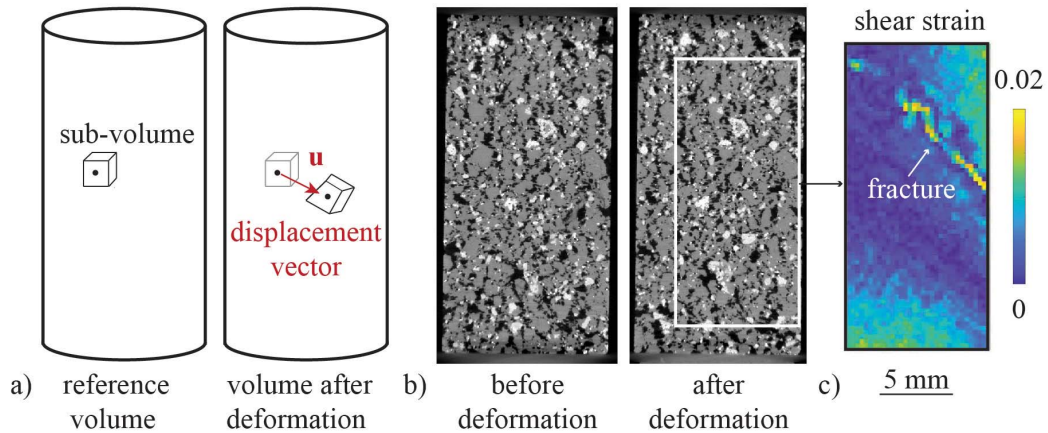 sub-volume
u
displacement
vector
a)
reference
volume
volume after
deformation
b)
before
deformation
after
deformation
shear strain
0.02
fracture
0
c)
5 mm